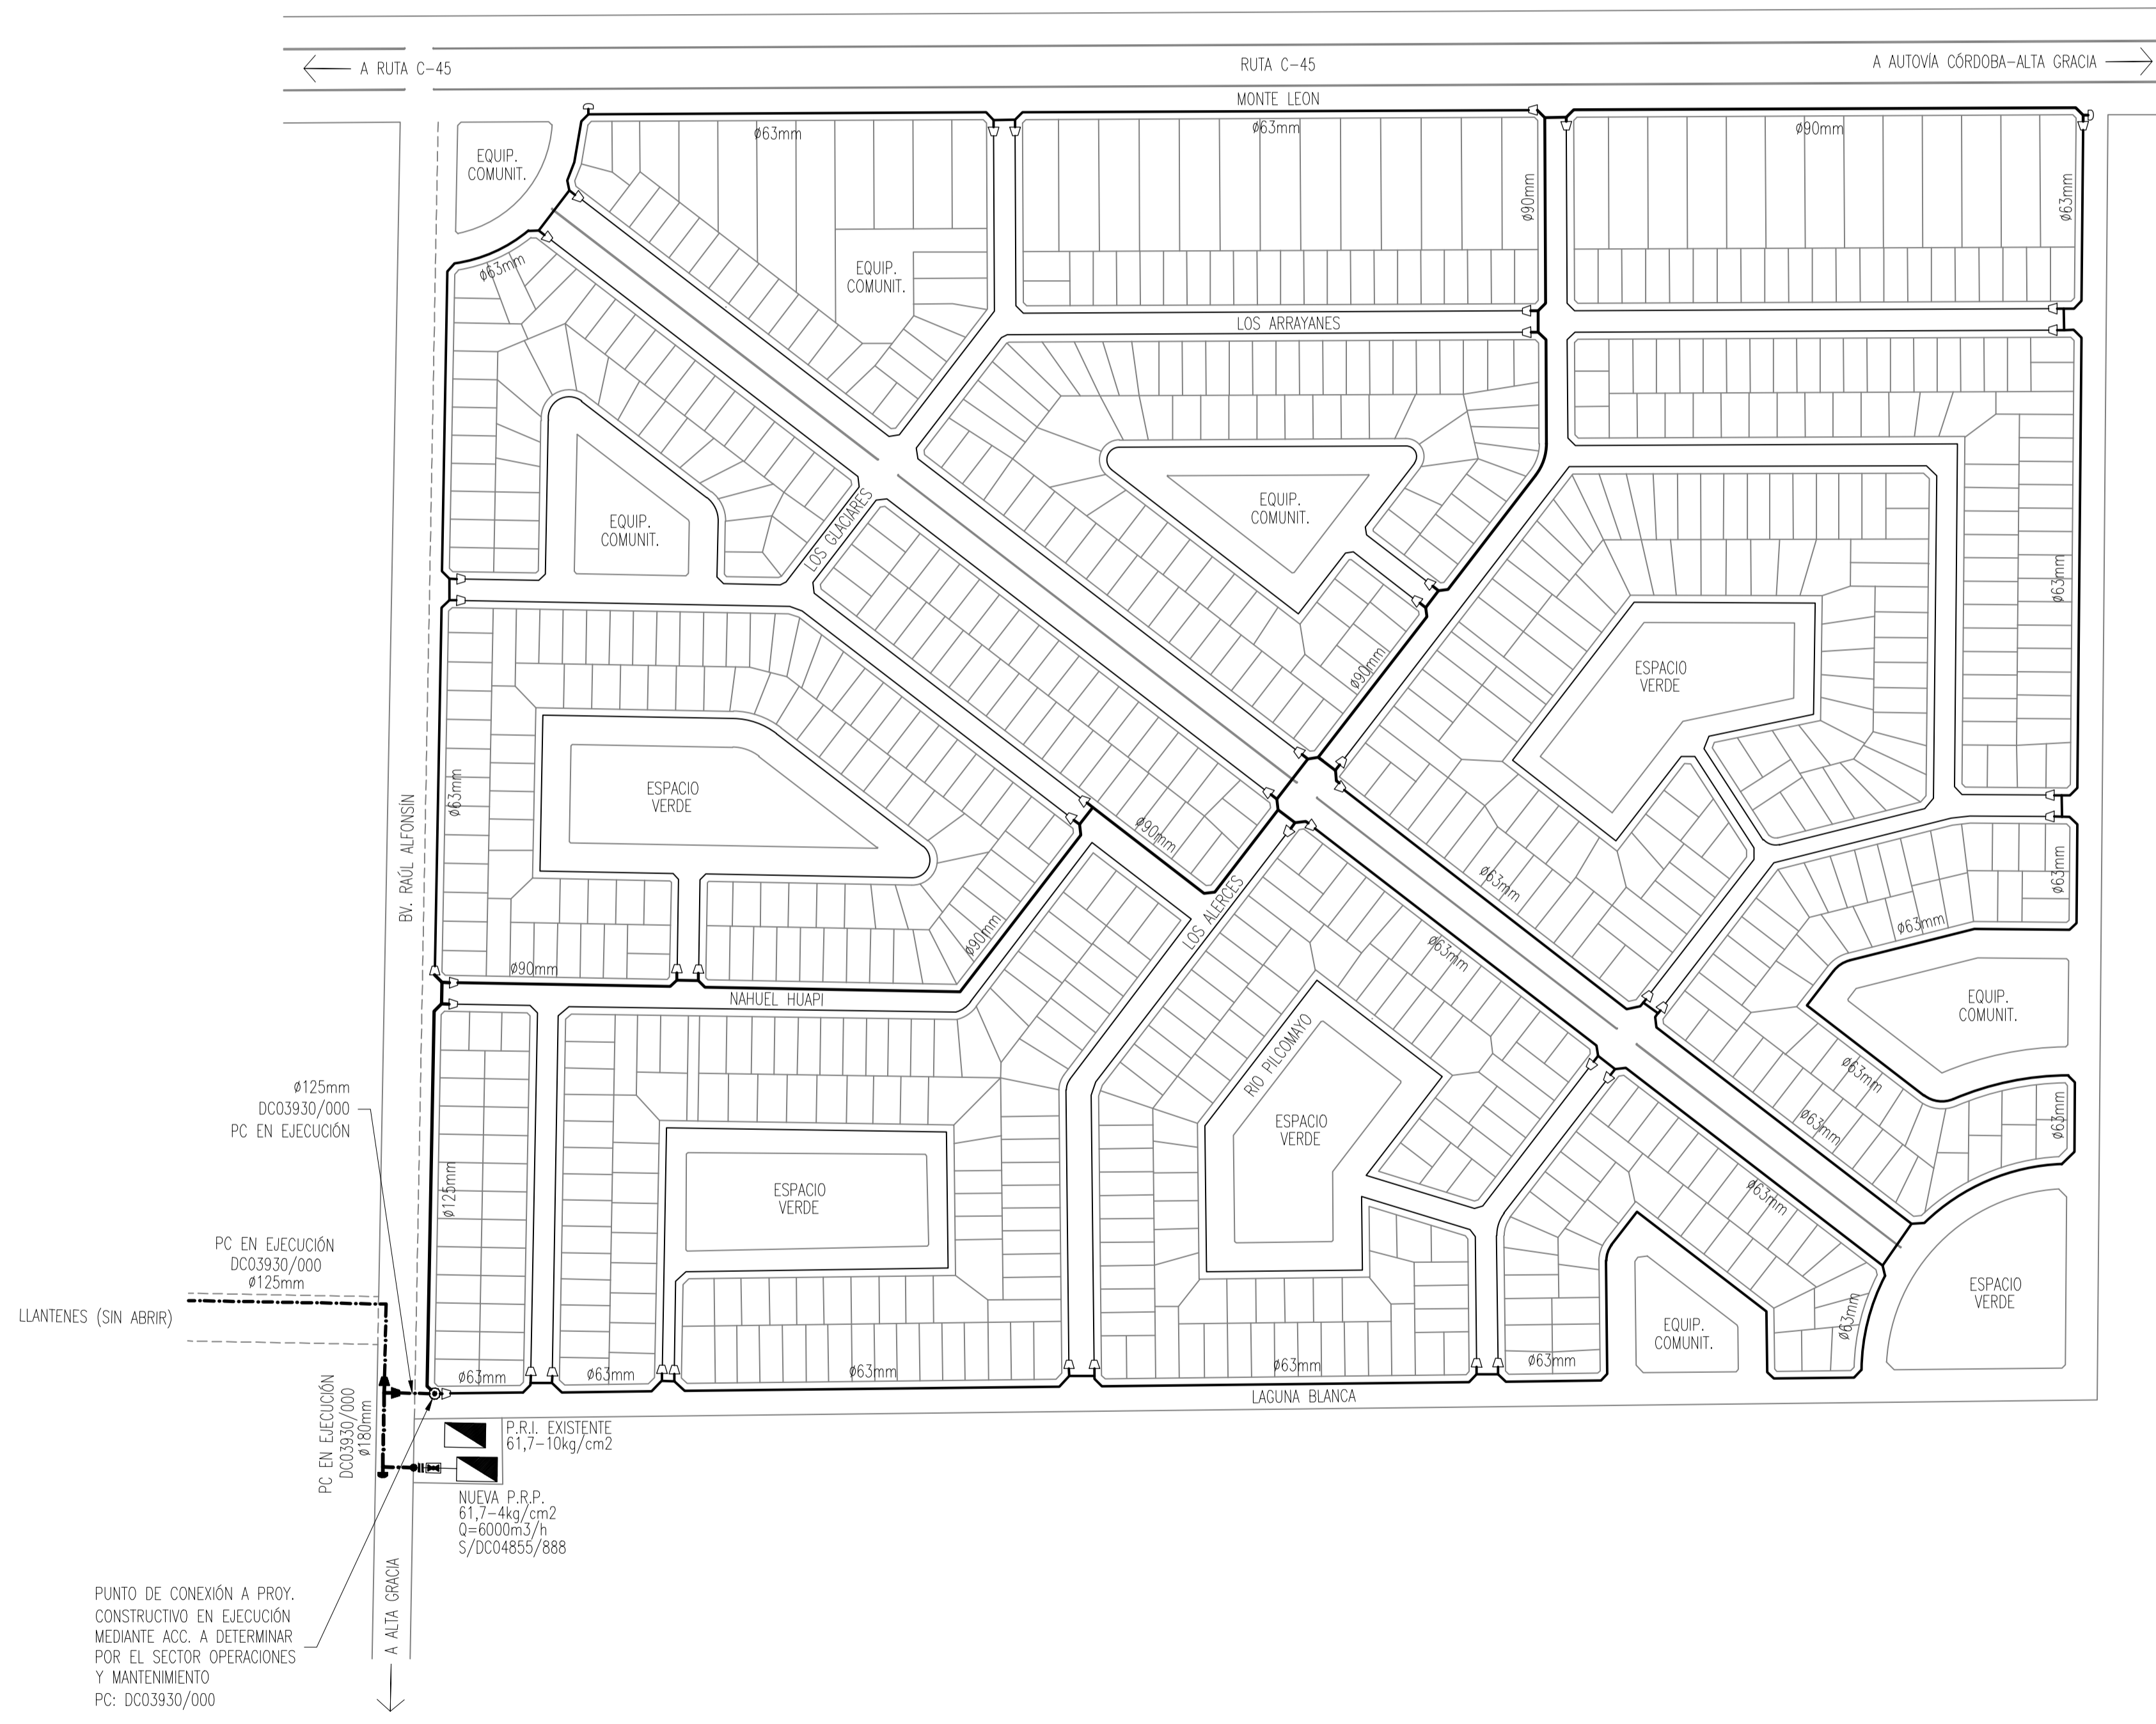 A RUTA C-45
RUTA C-45
A AUTOVÍA CÓRDOBA-ALTA GRACIA
MONTE LEON
ø63mm
ø63mm
ø90mm
EQUIP.
COMUNIT.
ø90mm
ø63mm
ø63mm
EQUIP.
COMUNIT.
LOS ARRAYANES
LOS GLACIARES
EQUIP.
COMUNIT.
EQUIP.
COMUNIT.
ø63mm
ø90mm
ESPACIO
VERDE
ø63mm
BV. RAÚL ALFONSÍN
ESPACIO
VERDE
ø90mm
ø63mm
ø63mm
LOS ALERCES
ø90mm
ø63mm
ø63mm
ø90mm
NAHUEL HUAPI
EQUIP.
COMUNIT.
RIO PILCOMAYO
ø63mm
ø63mm
ø63mm
ø125mm
DC03930/000
PC EN EJECUCIÓN
ESPACIO
VERDE
ø125mm
ESPACIO
VERDE
ø63mm
PC EN EJECUCIÓN
DC03930/000
ø125mm
LLANTENES (SIN ABRIR)
ø63mm
ESPACIO
VERDE
EQUIP.
COMUNIT.
ø63mm
ø63mm
ø63mm
ø63mm
ø63mm
LAGUNA BLANCA
PC EN EJECUCIÓN
DC03930/000
ø180mm
P.R.I. EXISTENTE
61,7-10kg/cm2
NUEVA P.R.P.
61,7-4kg/cm2
Q=6000m3/h
S/DC04855/888
A ALTA GRACIA
PUNTO DE CONEXIÓN A PROY.
CONSTRUCTIVO EN EJECUCIÓN
MEDIANTE ACC. A DETERMINAR
POR EL SECTOR OPERACIONES
Y MANTENIMIENTO
PC: DC03930/000